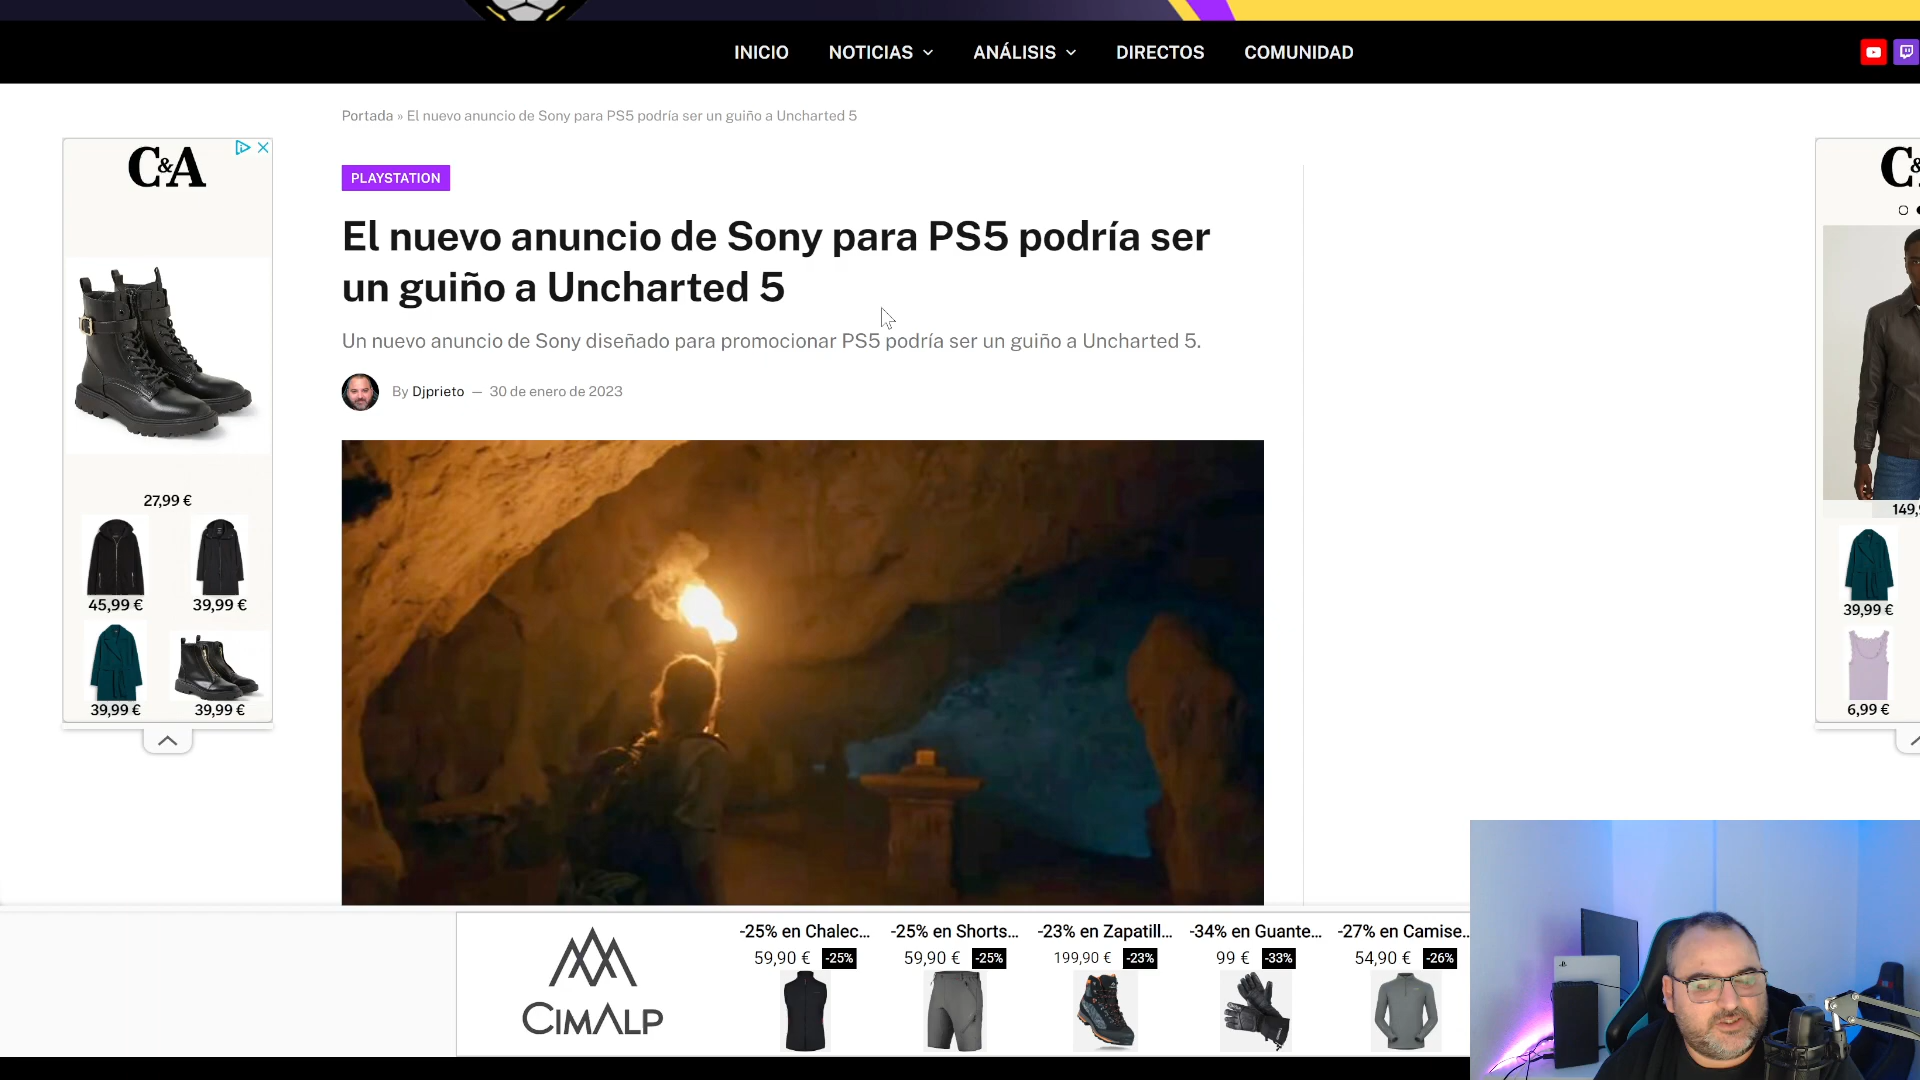 INICIO
NOTICIAS
ANÁLISIS
DIRECTOS
COMUNIDAD
Portada » El nuevo anuncio de Sony para PS5 podría ser un guiño a Uncharted 5
C&A
PLAYSTATION
El nuevo anuncio de Sony para PS5 podría ser
un guiño a Uncharted 5
Un nuevo anuncio de Sony diseñado para promocionar PS5 podría ser un guiño a Uncharted 5.
By Djprieto — 30 de enero de 2023
27,99 €
45,99 €
39,99 €
39,99 €
39,99 €
C&
149,
39,99 €
6,99 €
CIMALP
-25% en Chalec...
59,90 €
-25%
-25% en Shorts...
59,90 €
-25%
-23% en Zapatill...
199,90 €
-23%
-34% en Guante...
99 €
-33%
-27% en Camise...
54,90 €
-26%